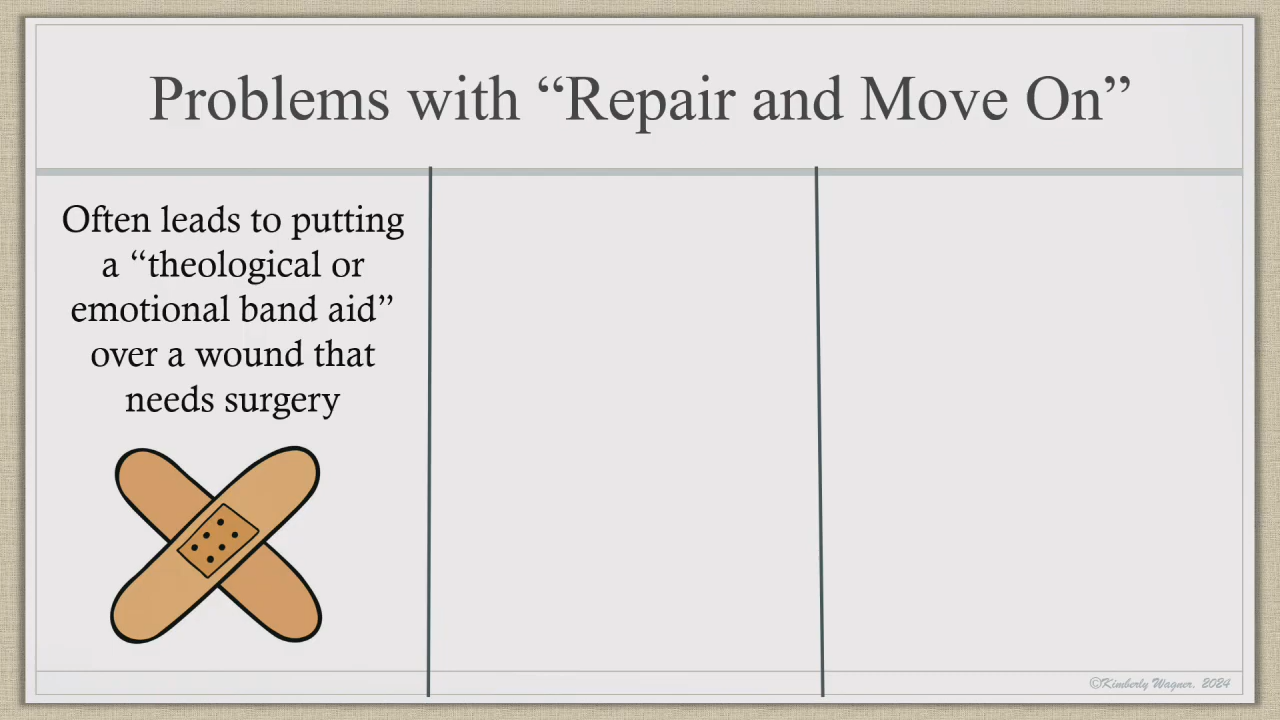 Problems with “Repair and Move On”
Often leads to putting
a “theological or
emotional band aid”
over a wound that
needs surgery
©Kimberly Wagner. 2024